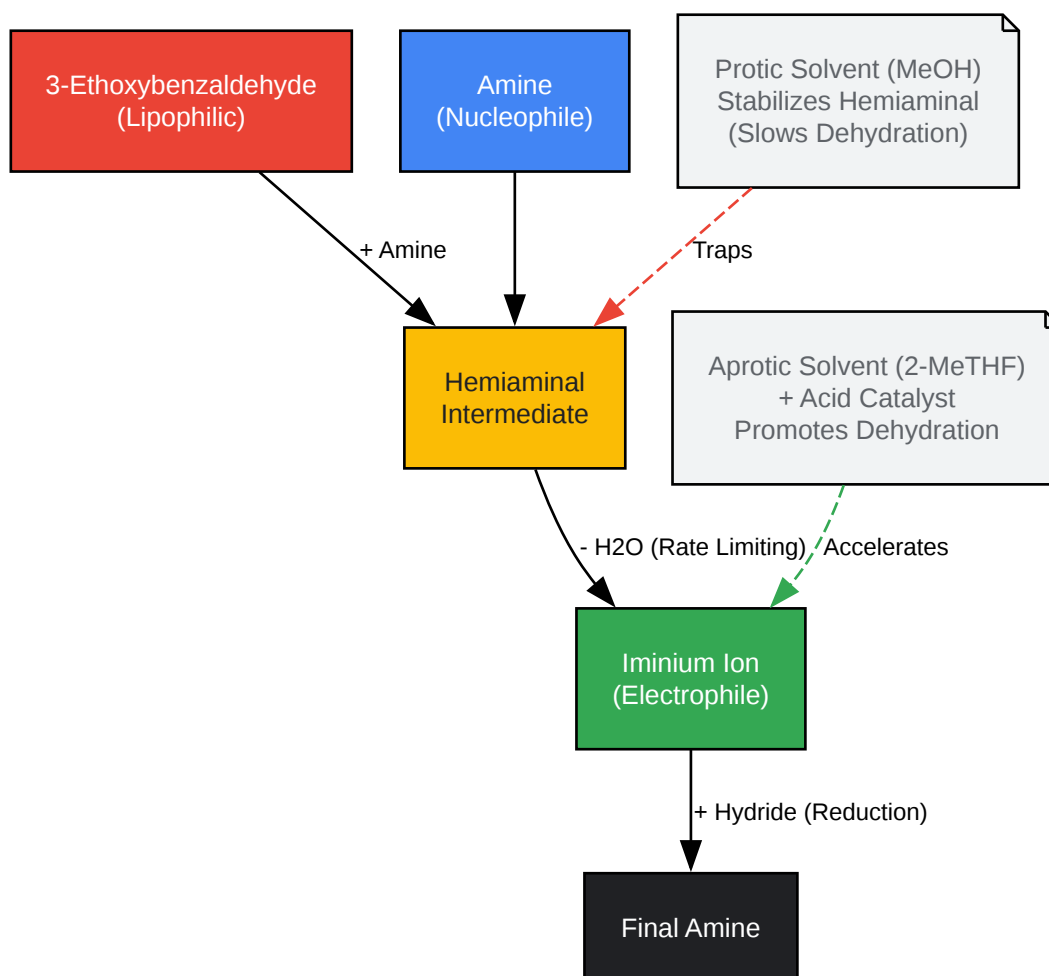 3-Ethoxybenzaldehyde
(Lipophilic)
Amine
(Nucleophile)
Protic Solvent (MeOH)
Stabilizes Hemiaminal
(Slows Dehydration)
+ Amine
Traps
Hemiaminal
Intermediate
Aprotic Solvent (2-MeTHF)
+ Acid Catalyst
Promotes Dehydration
- H2O (Rate Limiting)
Accelerates
Iminium Ion
(Electrophile)
+ Hydride (Reduction)
Final Amine